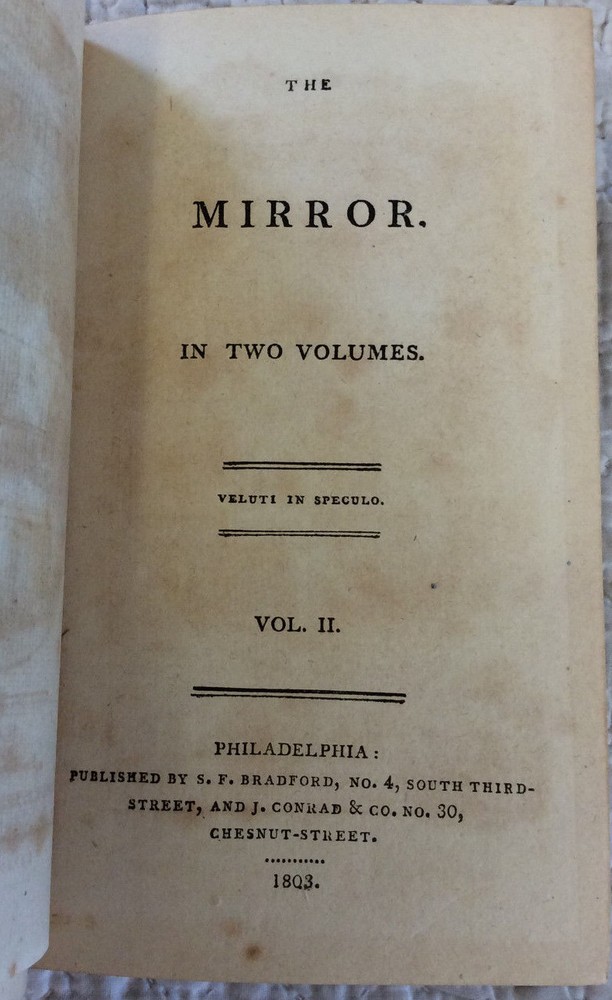 THE
MIRROR.
IN TWO VOLUMES.
VELUTI IN SPECULO.
VOL. II.
PHILADELPHIA:
PUBLISHED BY S. F. BRADFORD, NO. 4, SOUTH THIRD-
STREET, AND J. CONRAD & CO. NO. 30,
CHESNUT-STREET.
1803.